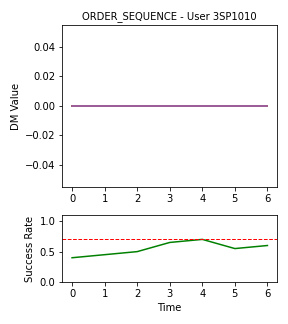 ORDER_SEQUENCE - User 3SP1010
0.04
0.02
0.00
−0.02
−0.04
DM Value
0 1 2 3 4 5 6
1.0
0.5
0.0
Success Rate
0 1 2 3 4 5 6
Time